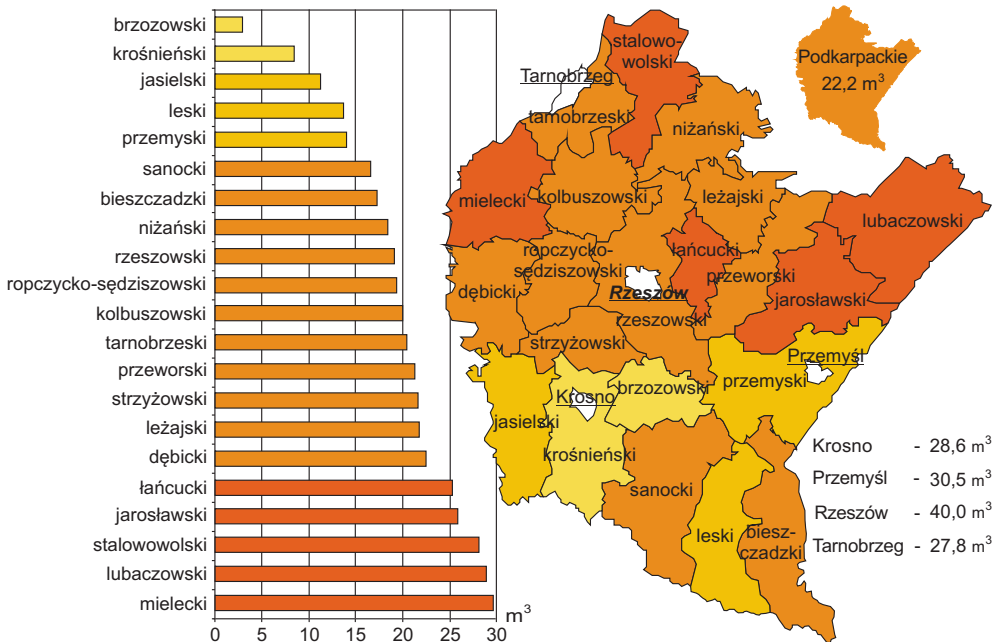 brzozowski
krośnieński
jasielski
leski
przemyski
sanocki
bieszczadzki
niżański
rzeszowski
ropczycko-sędziszowski
kolbuszowski
tarnobrzeski
przeworski
strzyżowski
leżajski
dębicki
łańcucki
jarosławski
stalowowolski
lubaczowski
mielecki
0 5 10 15 20 25 30
m³
stalowo-
wolski
Tarnobrzeg
tarnobrzeski
niżański
mielecki
kolbuszowski
leżajski
lubaczowski
ropczycko-
sędziszowski
łańcucki
przeworski
dębicki
Rzeszów
jarosławski
rzeszowski
strzyżowski
Przemyśl
przemyski
brzozowski
Krosno
jasielski
krośnieński
sanocki
leski
biesz-
czadzki
Podkarpackie
22,2 m³
Krosno - 28,6 m³
Przemyśl - 30,5 m³
Rzeszów - 40,0 m³
Tarnobrzeg - 27,8 m³